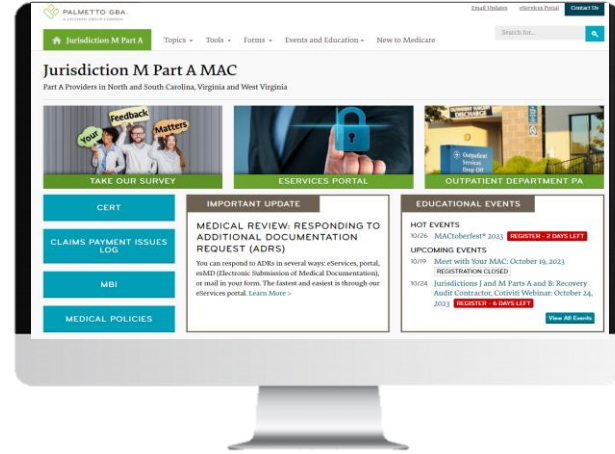 PALMETTO GBA.
Email Updates
eServices Portal
Contact Us
Jurisdiction M Part A
Topics
Tools
Forms
Events and Education
New to Medicare
Search for...
Jurisdiction M Part A MAC
Part A Providers in North and South Carolina, Virginia and West Virginia
Your
Feedback
Matters
TAKE OUR SURVEY
ESERVICES PORTAL
DISCHARGE
Outpatient
Services
Drop Off
OUTPATIENT DEPARTMENT PA
CERT
CLAIMS PAYMENT ISSUES
LOG
MBI
MEDICAL POLICIES
IMPORTANT UPDATE
MEDICAL REVIEW: RESPONDING TO
ADDITIONAL DOCUMENTATION
REQUEST (ADRS)
You can respond to ADRs in several ways: eServices, portal,
esMD (Electronic Submission of Medical Documentation),
or mail in your form. The fastest and easiest is through our
eServices portal. Learn More >
EDUCATIONAL EVENTS
HOT EVENTS
10/26 MACtoberfest® 2023 REGISTER - 2 DAYS LEFT
UPCOMING EVENTS
10/19 Meet with Your MAC: October 19, 2023
REGISTRATION CLOSED
10/24 Jurisdictions J and M Parts A and B: Recovery
Audit Contractor, Cotiviti Webinar: October 24,
2023 REGISTER - 6 DAYS LEFT
View All Events